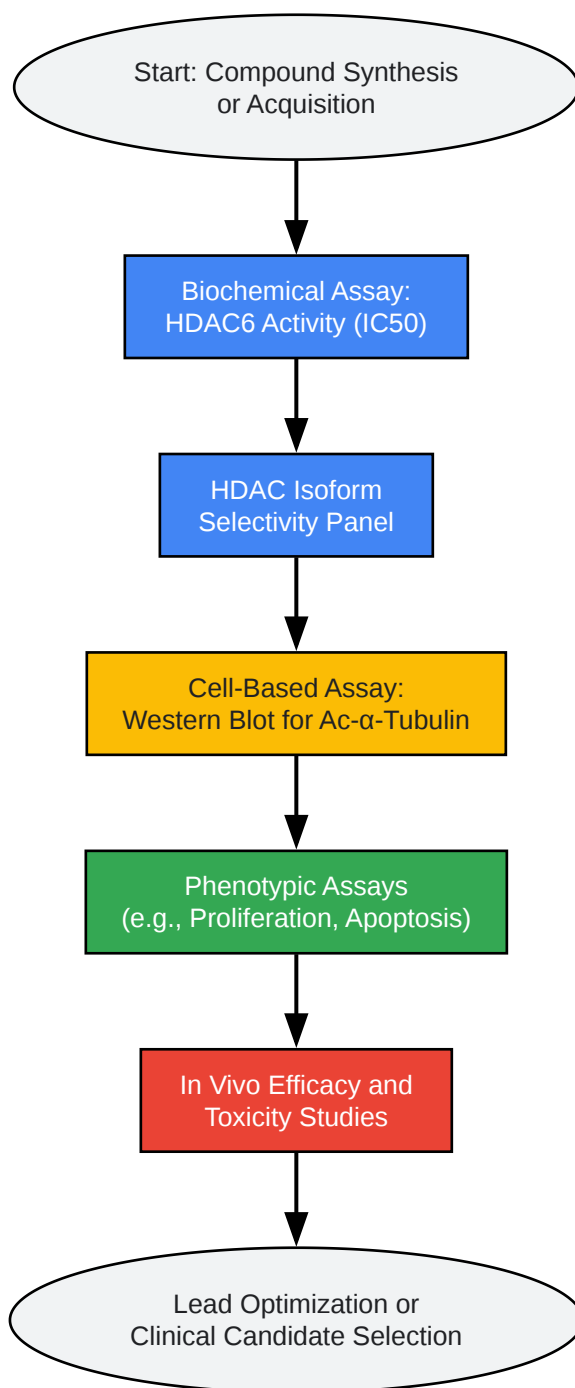 Start: Compound Synthesis
or Acquisition
Biochemical Assay:
HDAC6 Activity (IC50)
HDAC Isoform
Selectivity Panel
Cell-Based Assay:
Western Blot for Ac-α-Tubulin
Phenotypic Assays
(e.g., Proliferation, Apoptosis)
In Vivo Efficacy and
Toxicity Studies
Lead Optimization or
Clinical Candidate Selection